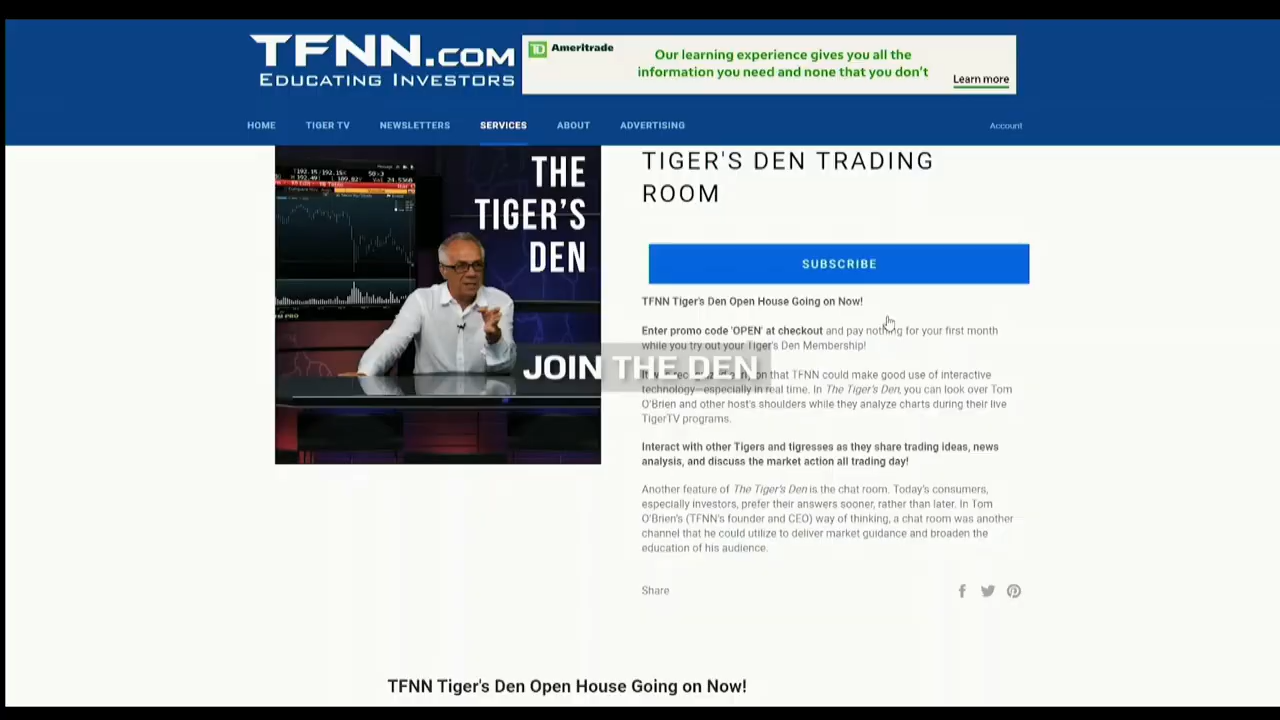 TFNN.COM
EDUCATING INVESTORS
TD Ameritrade
Our learning experience gives you all the
information you need and none that you don't
Learn more
HOME
TIGER TV
NEWSLETTERS
SERVICES
ABOUT
ADVERTISING
Account
THE
TIGER'S
DEN
TIGER'S DEN TRADING
ROOM
SUBSCRIBE
TFNN Tiger's Den Open House Going on Now!
Enter promo code 'OPEN' at checkout and pay nothing for your first month
while you try out your Tiger's Den Membership!
JOIN THE DEN
that TFNN could make good use of interactive
technology—especially in real time. In The Tiger's Den, you can look over Tom
O'Brien and other host's shoulders while they analyze charts during their live
TigerTV programs.
Interact with other Tigers and tigresses as they share trading ideas, news
analysis, and discuss the market action all trading day!
Another feature of The Tiger's Den is the chat room. Today's consumers,
especially investors, prefer their answers sooner, rather than later. In Tom
O'Brien's (TFNN's founder and CEO) way of thinking, a chat room was another
channel that he could utilize to deliver market guidance and broaden the
education of his audience.
Share
TFNN Tiger's Den Open House Going on Now!